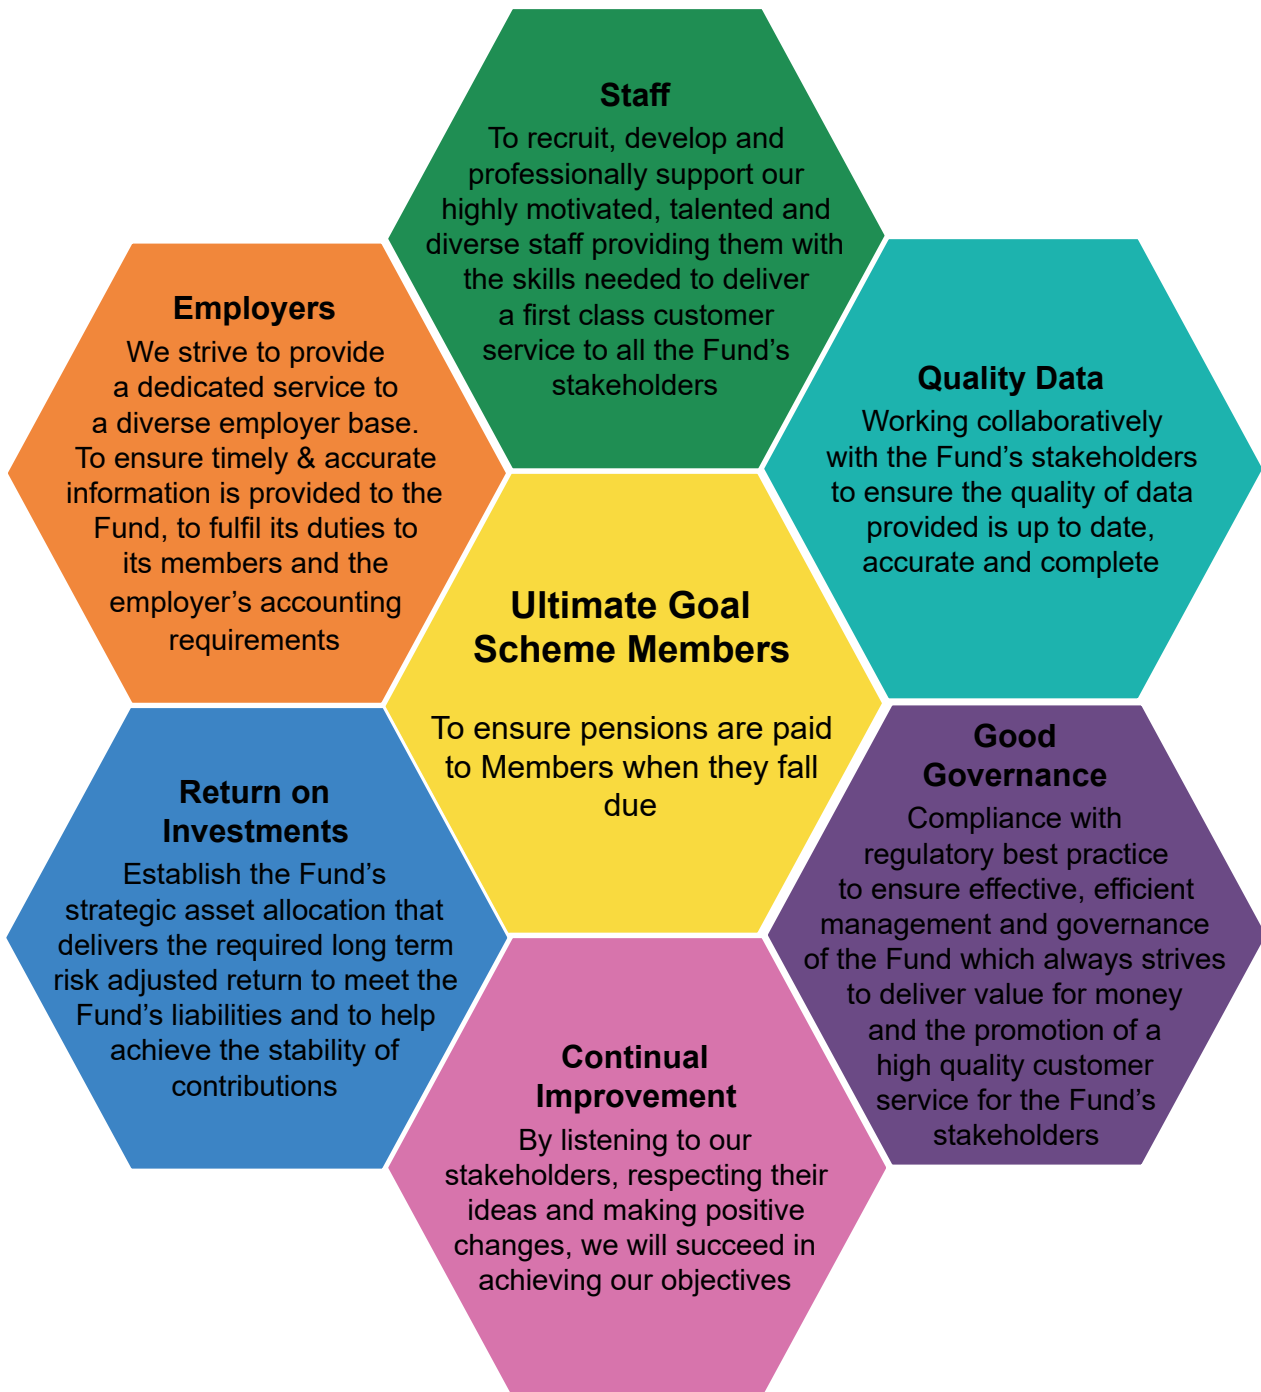 Staff
To recruit, develop and
professionally support our
highly motivated, talented and
diverse staff providing them with
the skills needed to deliver
a first class customer
service to all the Fund’s
stakeholders
Employers
We strive to provide
a dedicated service to
a diverse employer base.
To ensure timely & accurate
information is provided to the
Fund, to fulfil its duties to
its members and the
employer’s accounting
requirements
Quality Data
Working collaboratively
with the Fund’s stakeholders
to ensure the quality of data
provided is up to date,
accurate and complete
Ultimate Goal
Scheme Members
To ensure pensions are paid
to Members when they fall
due
Return on
Investments
Establish the Fund’s
strategic asset allocation that
delivers the required long term
risk adjusted return to meet the
Fund’s liabilities and to help
achieve the stability of
contributions
Good
Governance
Compliance with
regulatory best practice
to ensure effective, efficient
management and governance
of the Fund which always strives
to deliver value for money
and the promotion of a
high quality customer
service for the Fund’s
stakeholders
Continual
Improvement
By listening to our
stakeholders, respecting their
ideas and making positive
changes, we will succeed in
achieving our objectives